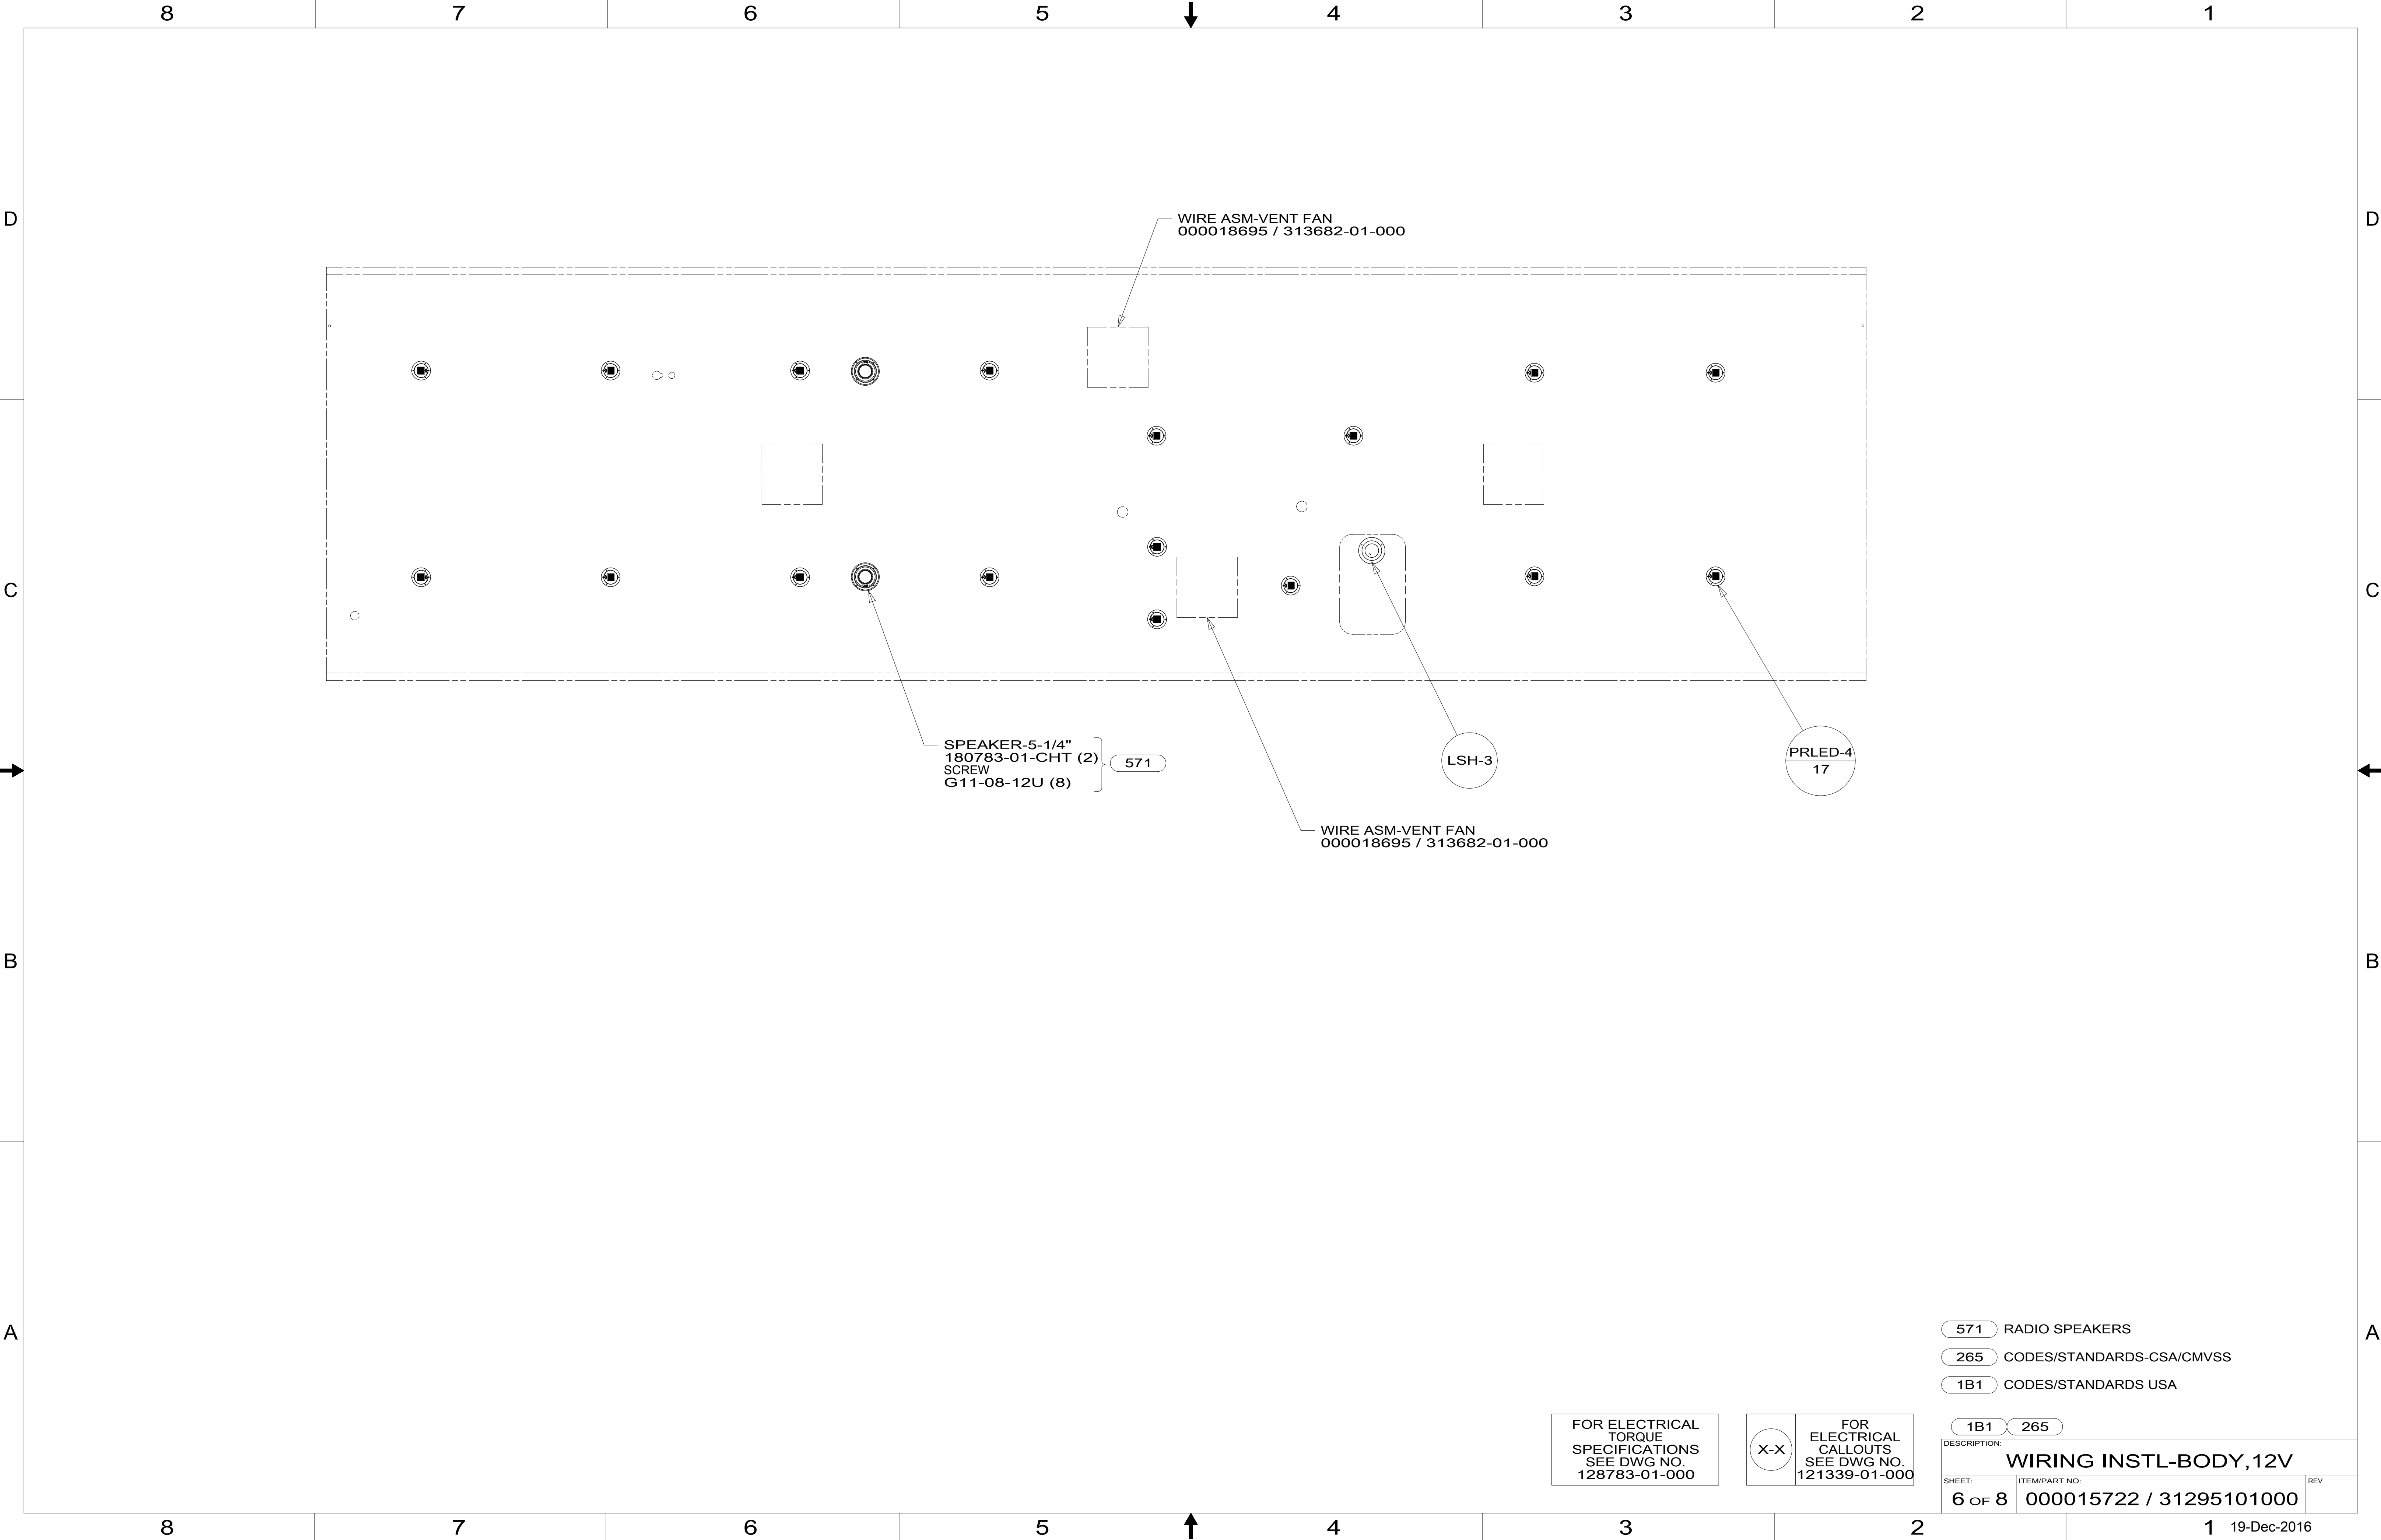 8 7 6 5 4 3 2 1
D D
WIRE ASM-VENT FAN
000018695 / 313682-01-000
C C
SPEAKER-5-1/4"
180783-01-CHT (2)
SCREW
G11-08-12U (8)
571
LSH-3
PRLED-4
17
WIRE ASM-VENT FAN
000018695 / 313682-01-000
B B
A A
571 RADIO SPEAKERS
265 CODES/STANDARDS-CSA/CMVSS
1B1 CODES/STANDARDS USA
FOR ELECTRICAL
TORQUE
SPECIFICATIONS
SEE DWG NO.
128783-01-000
X-X
FOR
ELECTRICAL
CALLOUTS
SEE DWG NO.
121339-01-000
1B1 265
DESCRIPTION:
WIRING INSTL-BODY,12V
SHEET:
6 OF 8
ITEM/PART NO:
000015722 / 31295101000
REV
8 7 6 5 4 3 2 1
19-Dec-2016